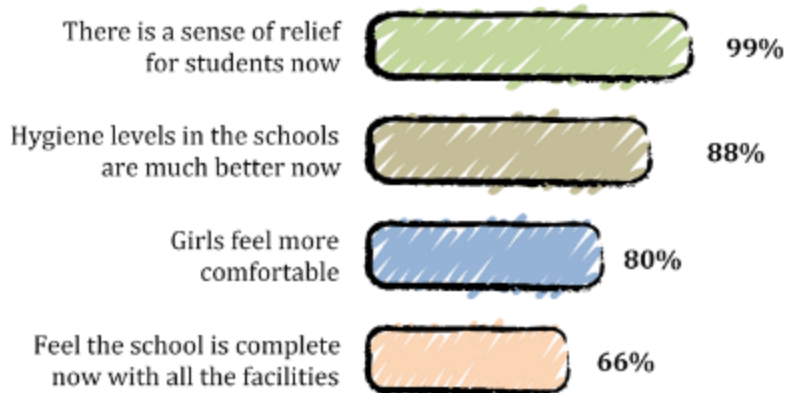 There is a sense of relief
for students now
99%
Hygiene levels in the schools
are much better now
88%
Girls feel more
comfortable
80%
Feel the school is complete
now with all the facilities
66%